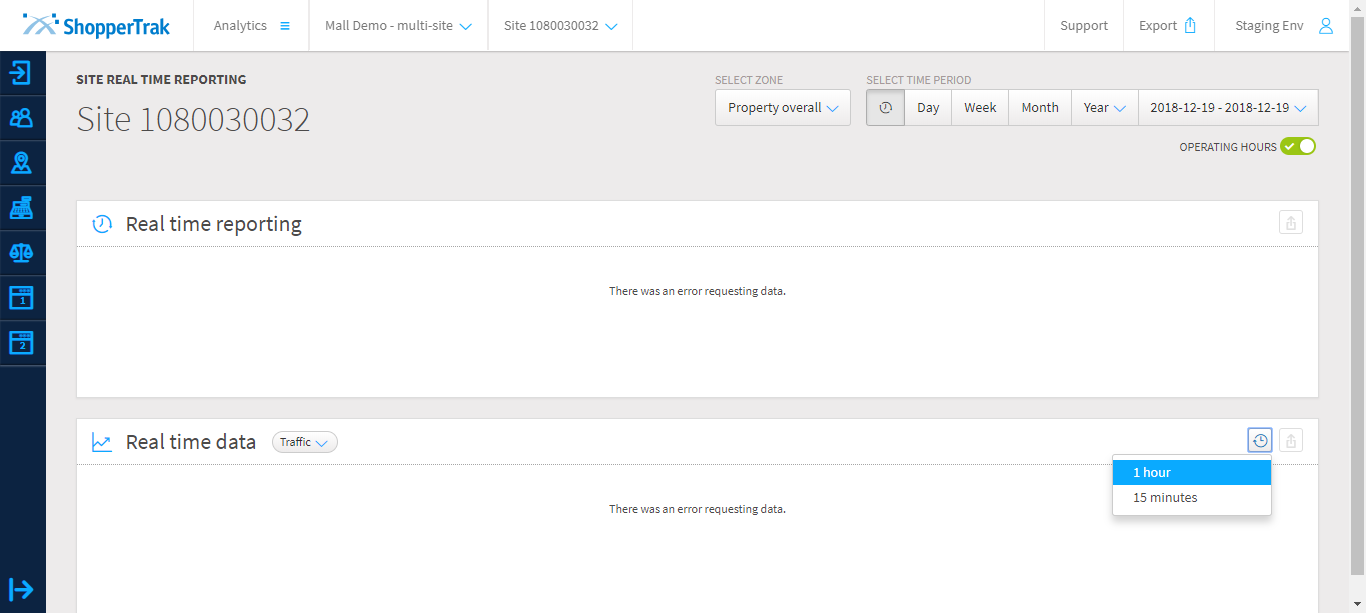 ShopperTrak
Analytics
Mall Demo - multi-site
Site 1080030032
Support
Export
Staging Env
SITE REAL TIME REPORTING
Site 1080030032
SELECT ZONE
Property overall
SELECT TIME PERIOD
Day
Week
Month
Year
2018-12-19 - 2018-12-19
OPERATING HOURS
1
2
Real time reporting
There was an error requesting data.
Real time data
Traffic
1 hour
15 minutes
There was an error requesting data.